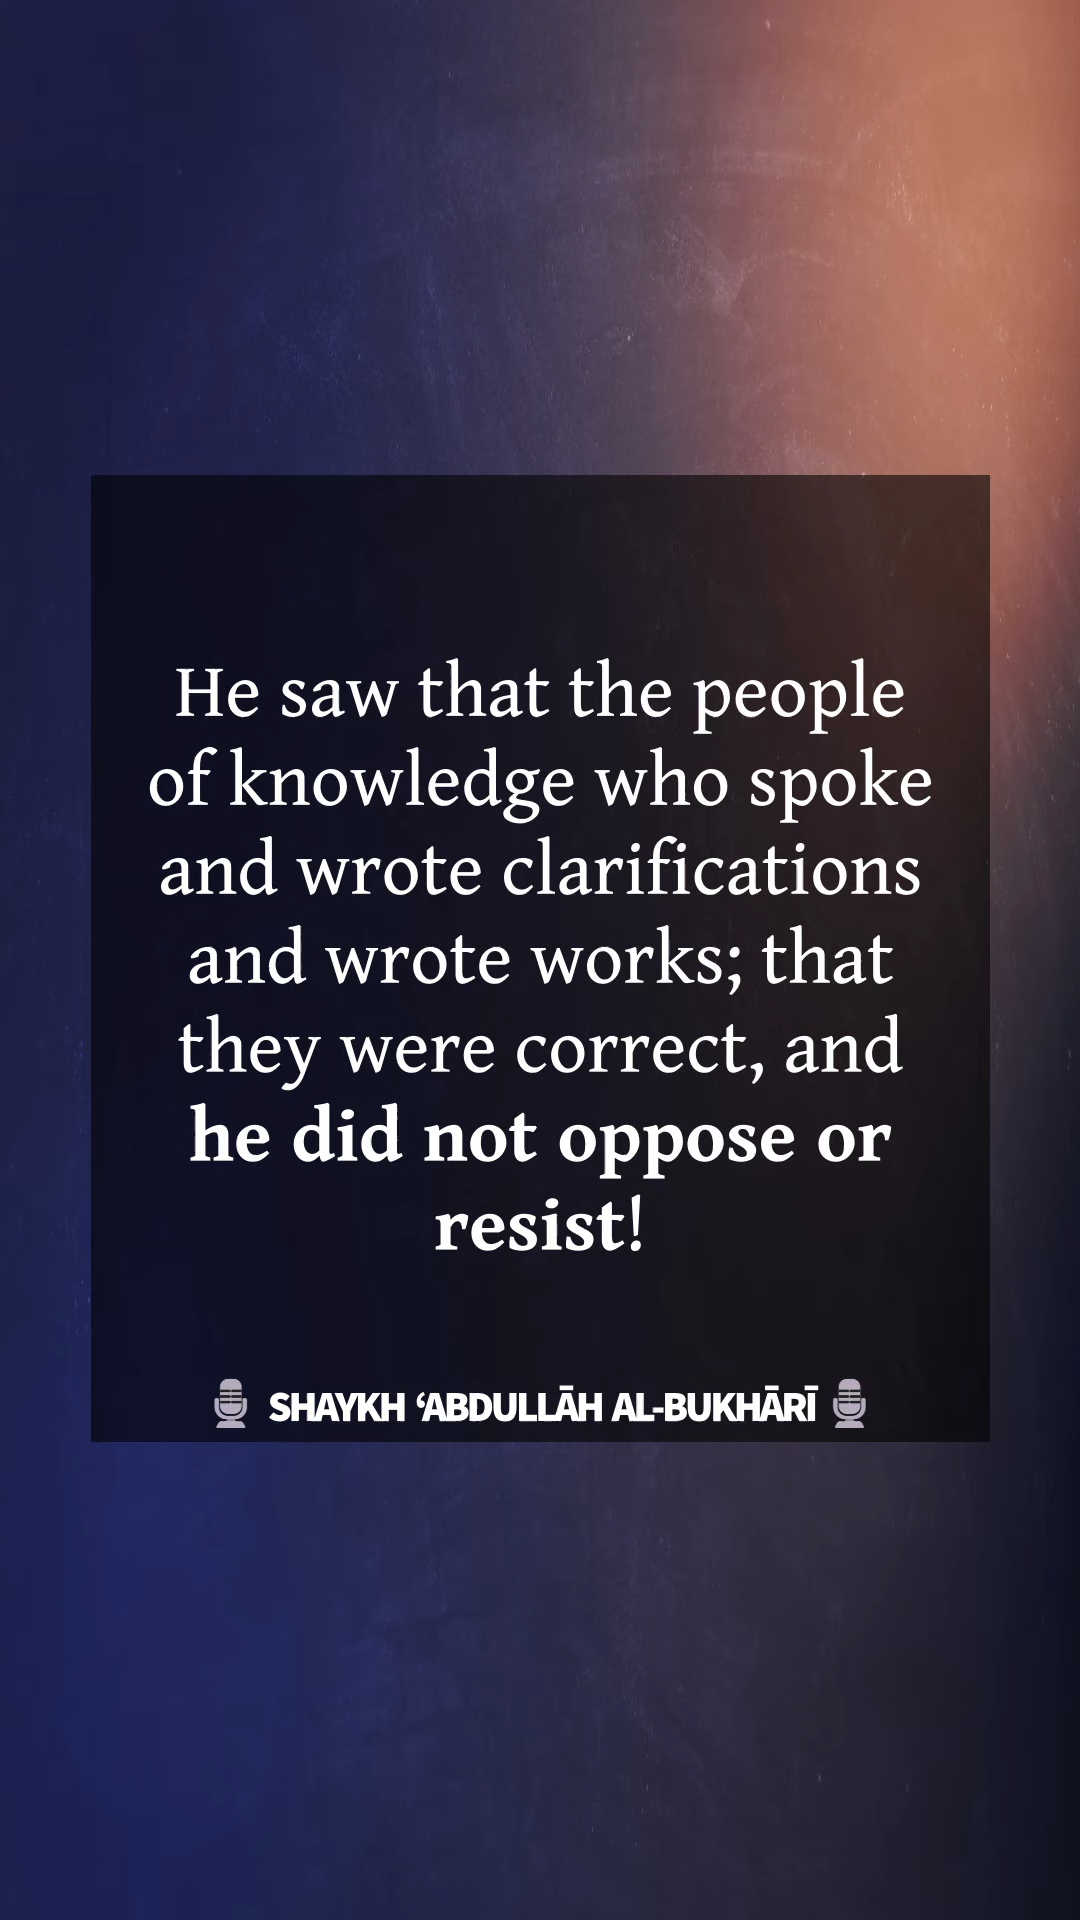 He saw that the people
of knowledge who spoke
and wrote clarifications
and wrote works; that
they were correct, and
he did not oppose or
resist!
SHAYKH ‘ABDULLĀH AL-BUKHĀRĪ